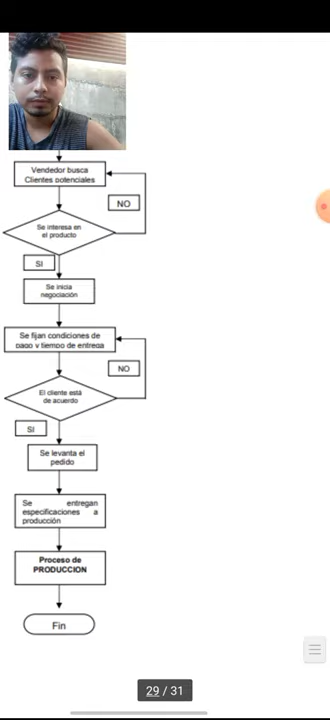 Vendedor busca
Clientes potenciales
NO
Se interesa en
el producto
SI
Se inicia
negociación
Se fijan condiciones de
pago y tiempo de entrega
NO
El cliente está
de acuerdo
SI
Se levanta el
pedido
Se entregan
especificaciones a
producción
Proceso de
PRODUCCION
Fin
29 / 31